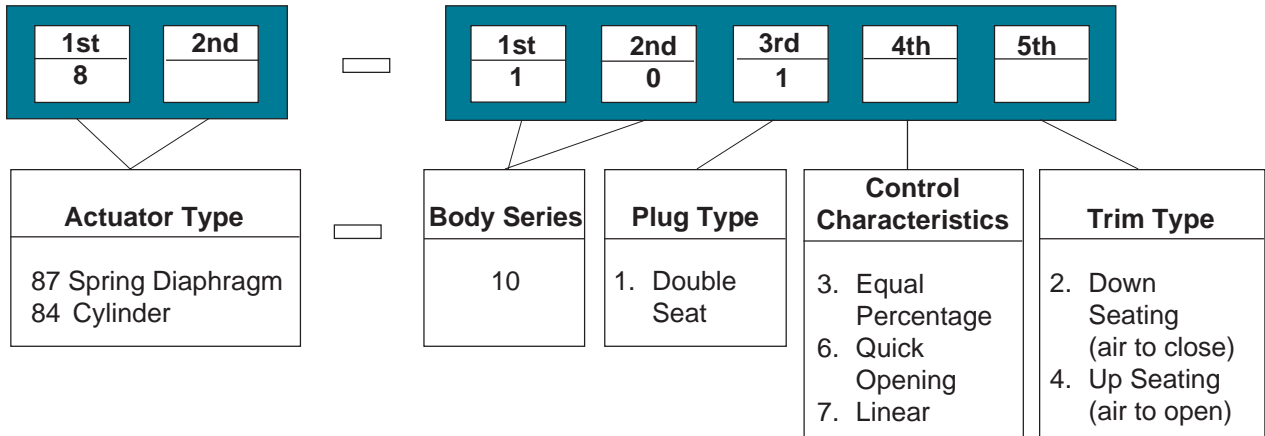 1st
8
2nd
1st
1
2nd
0
3rd
1
4th
5th
Actuator Type
87 Spring Diaphragm
84 Cylinder
Body Series
10
Plug Type
1. Double
Seat
Control
Characteristics
3. Equal
Percentage
6. Quick
Opening
7. Linear
Trim Type
2. Down
Seating
(air to close)
4. Up Seating
(air to open)